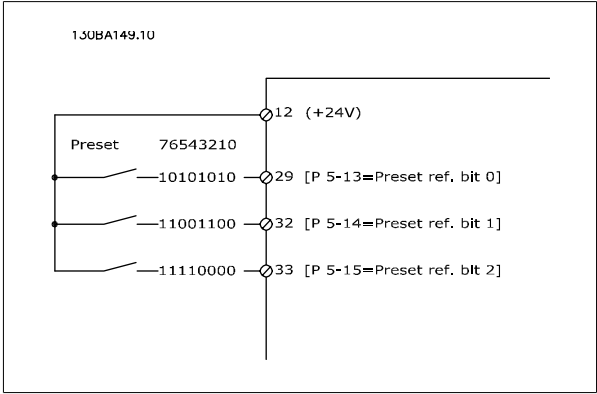 130BA149.10
12 (+24V)
Preset 76543210
10101010 29 [P 5-13=Preset ref. bit 0]
11001100 32 [P 5-14=Preset ref. bit 1]
11110000 33 [P 5-15=Preset ref. blt 2]